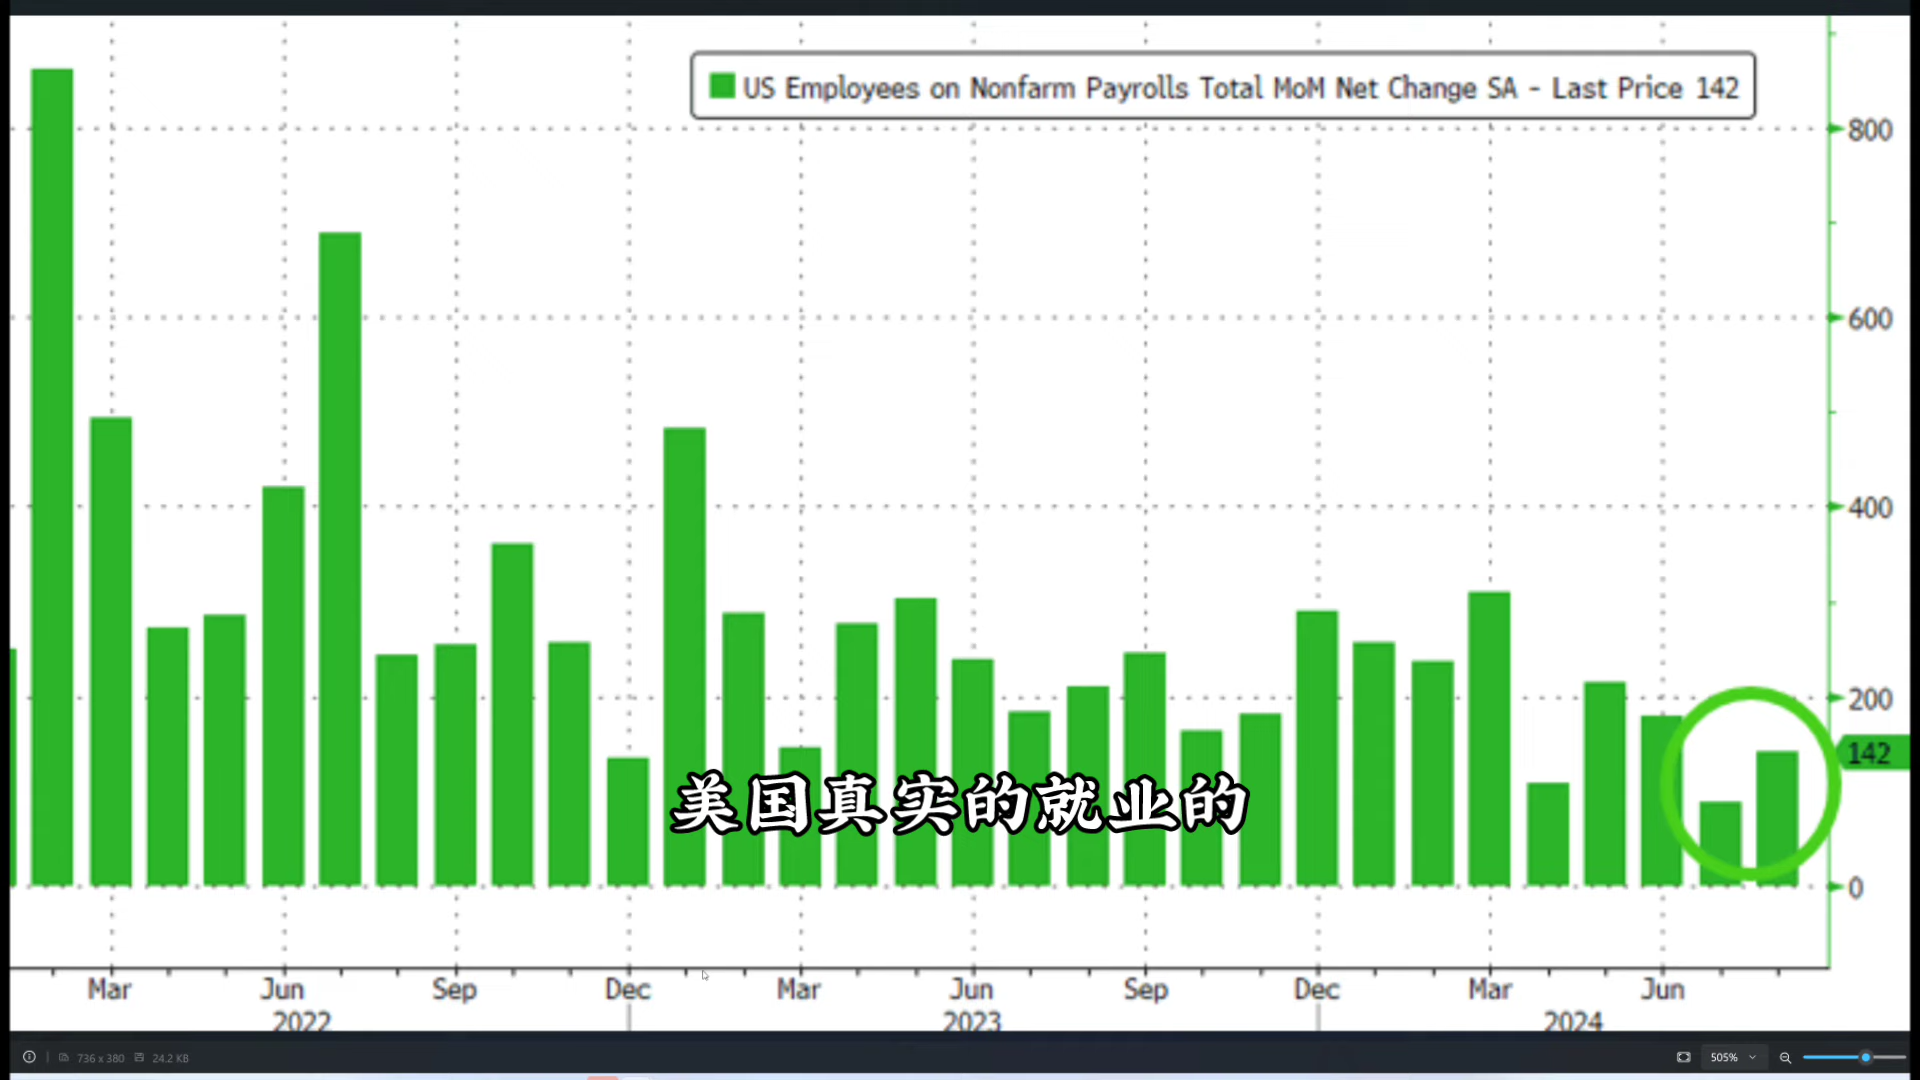 US Employees on Nonfarm Payrolls Total MoM Net Change SA - Last Price 142
800
600
400
200
142
0
美国真实的就业的
Mar Jun Sep Dec Mar Jun Sep Dec Mar Jun
2022 2023 2024
736 x 380 24.2 KB 505%